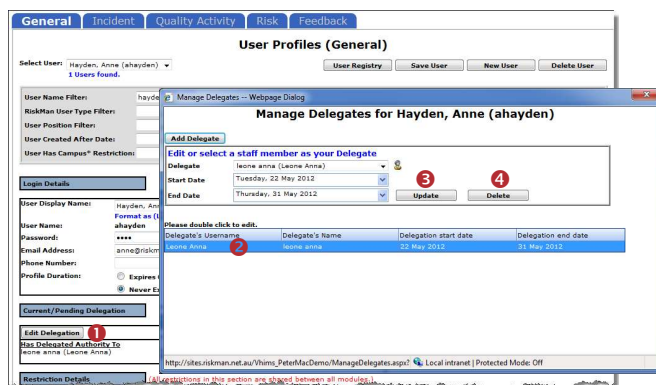 General Incident Quality Activity Risk Feedback
User Profiles (General)
Select User: Hayden, Anne (ahayden)
1 Users found.
User Registry Save User New User Delete User
User Name Filter: hayde
RiskMan User Type Filter:
User Position Filter:
User Created After Date:
User Has Campus* Restriction:
Login Details
User Display Name: Hayden, Ann
Format as (L
User Name: ahayden
Password: ••••
Email Address: anne@riskm
Phone Number:
Profile Duration: Expires
Never Ex
Current/Pending Delegation
Edit Delegation 1
Has Delegated Authority To
leone anna (Leone Anna)
Restriction Details (All restrictions in this section are shared between all modules.)
Manage Delegates -- Webpage Dialog
Manage Delegates for Hayden, Anne (ahayden)
Add Delegate
Edit or select a staff member as your Delegate
Delegate leone anna (Leone Anna)
Start Date Tuesday, 22 May 2012 3 4
End Date Thursday, 31 May 2012 Update Delete
Please double click to edit.
Delegate's Username Delegate's Name Delegation start date Delegation end date
Leone Anna 2 leone anna 22 May 2012 31 May 2012
http://sites.riskman.net.au/Vhims_PeterMacDemo/ManageDelegates.aspx? Local intranet | Protected Mode: Off